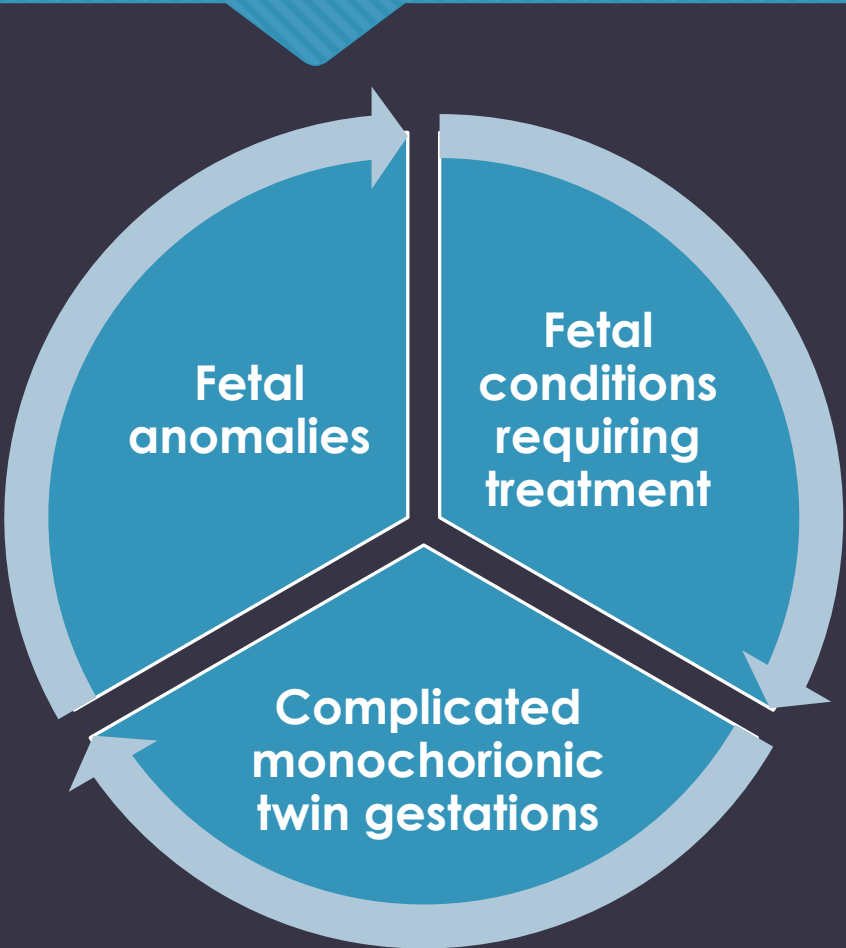 Fetal
anomalies
Fetal
conditions
requiring
treatment
Complicated
monochorionic
twin gestations